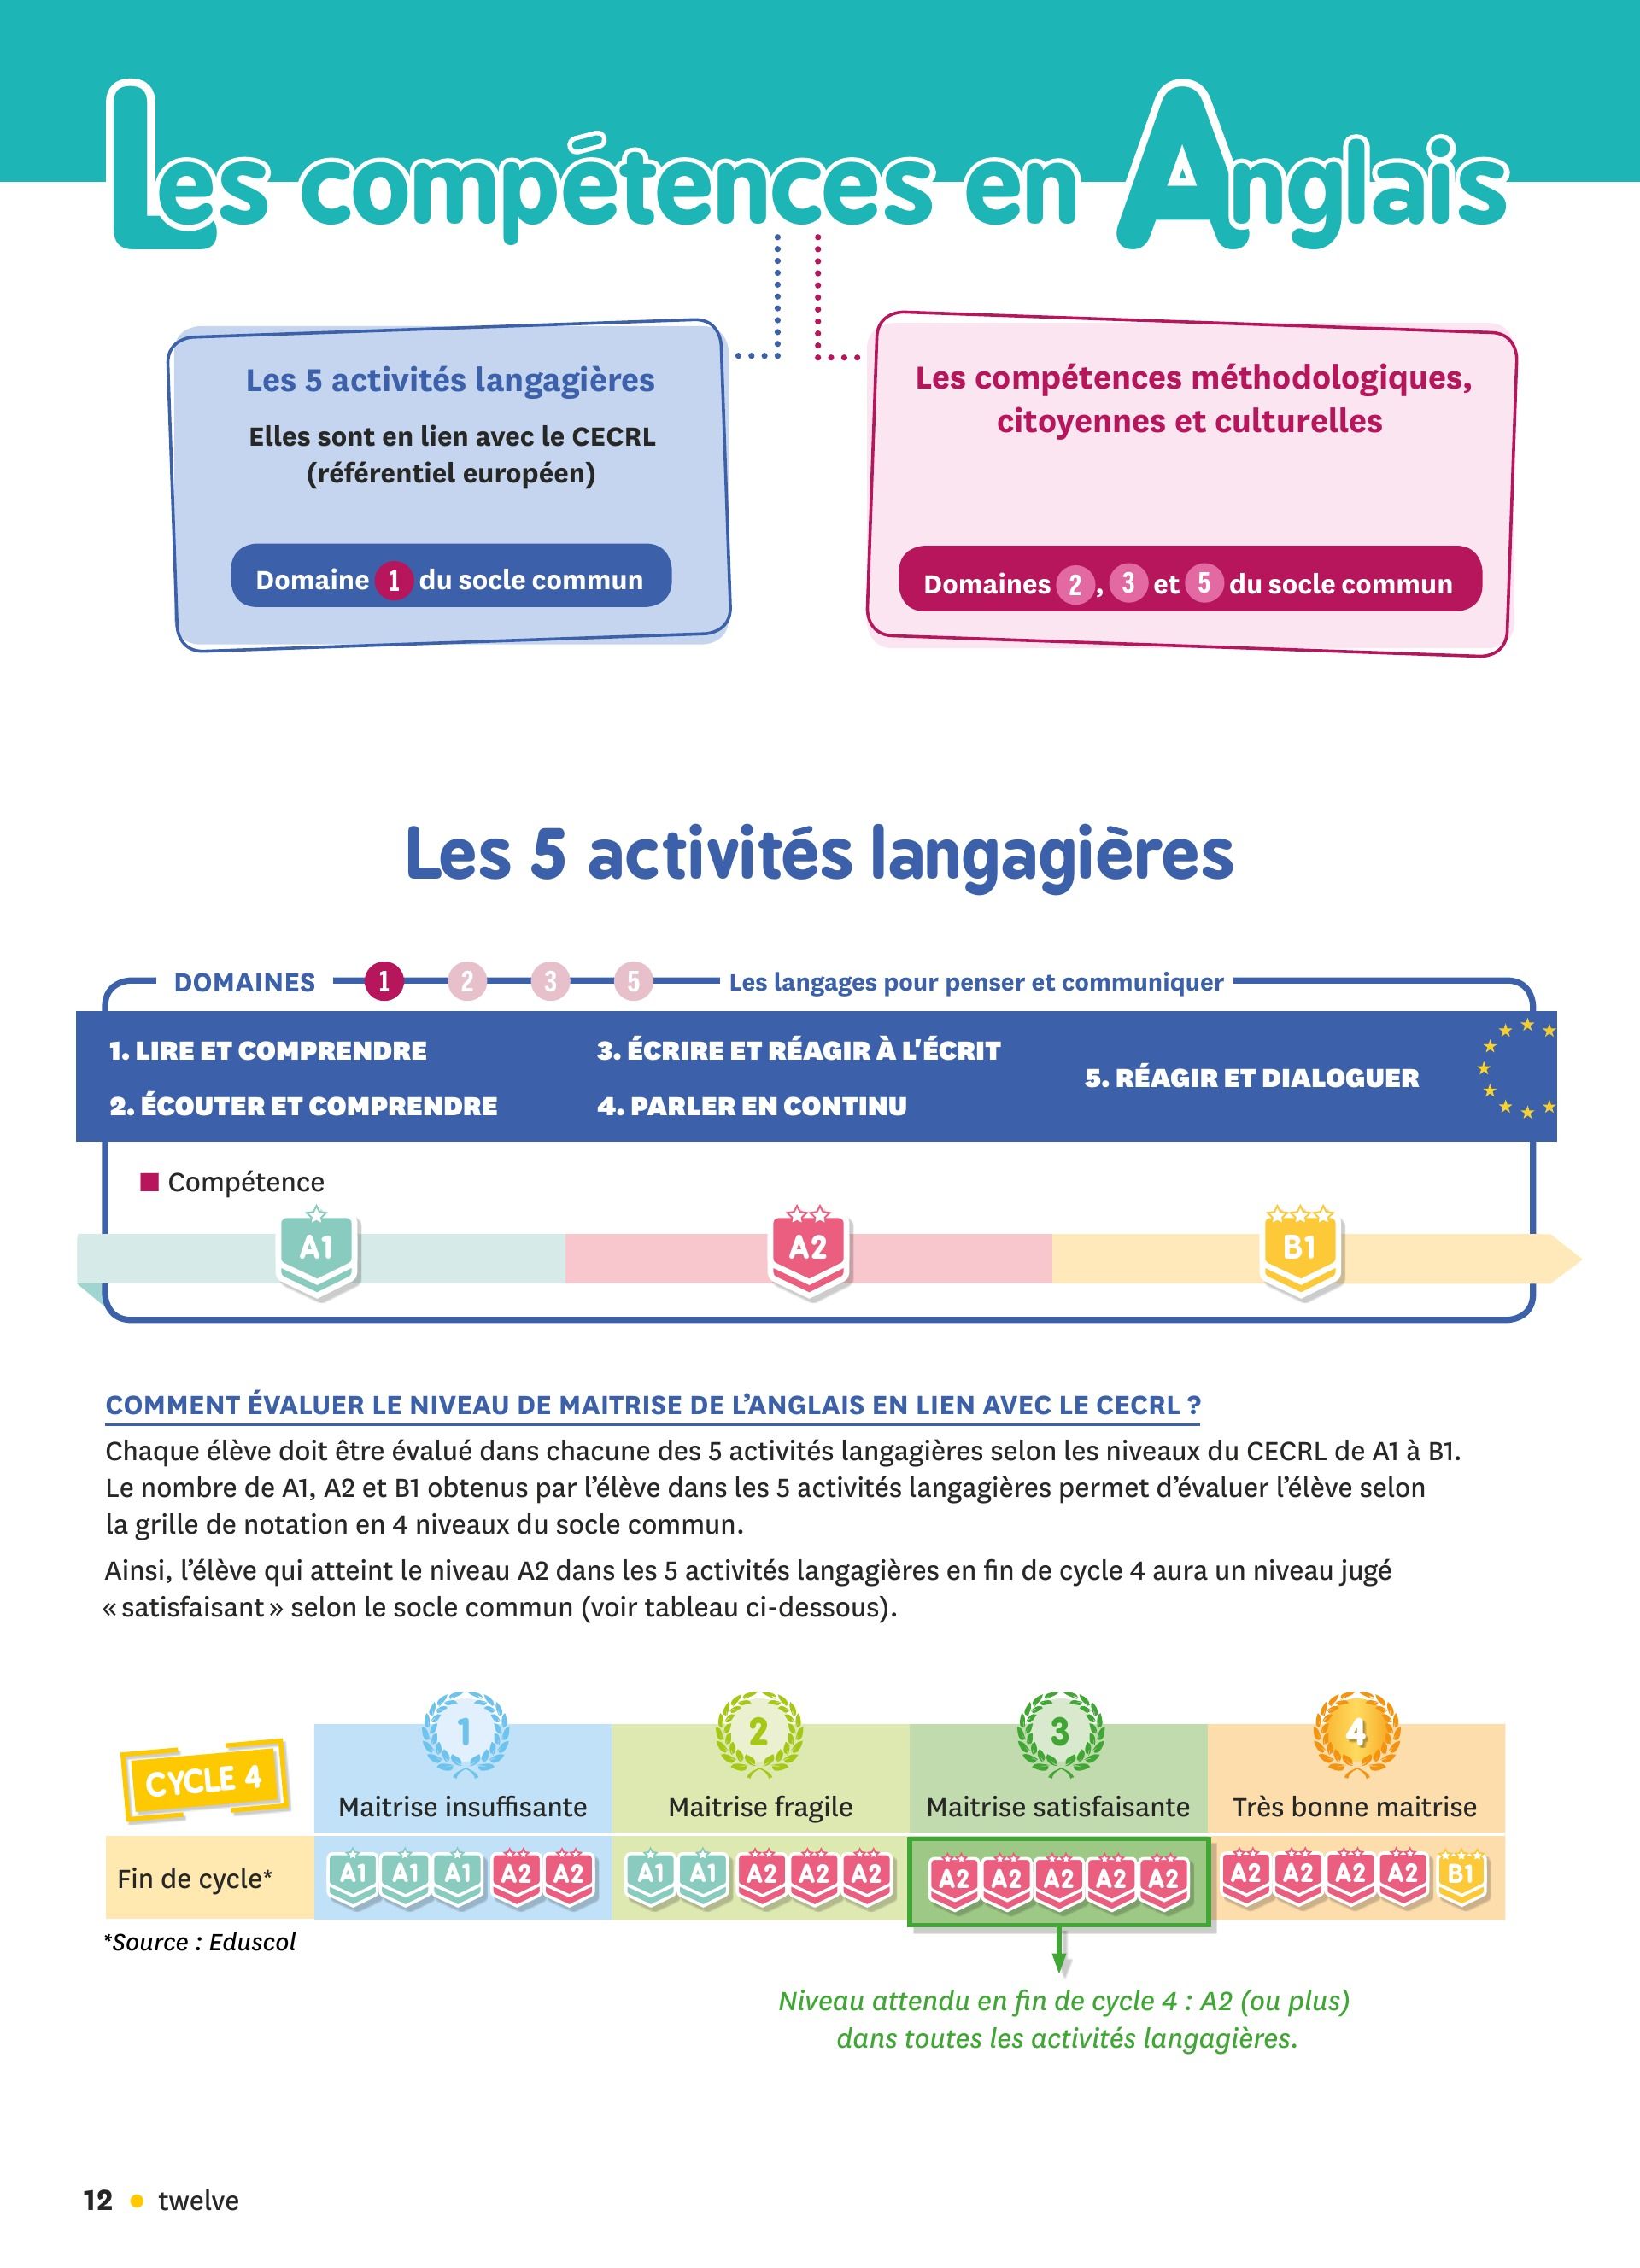 Les compétences en Anglais
Les 5 activités langagières
Elles sont en lien avec le CECRL
(référentiel européen)
Domaine 1 du socle commun
Les compétences méthodologiques,
citoyennes et culturelles
Domaines 2, 3 et 5 du socle commun
Les 5 activités langagières
DOMAINES 1 2 3 5 Les langages pour penser et communiquer
1. LIRE ET COMPRENDRE
2. ÉCOUTER ET COMPRENDRE
3. ÉCRIRE ET RÉAGIR À L'ÉCRIT
4. PARLER EN CONTINU
5. RÉAGIR ET DIALOGUER
Compétence
A1 A2 B1
COMMENT ÉVALUER LE NIVEAU DE MAITRISE DE L’ANGLAIS EN LIEN AVEC LE CECRL ?
Chaque élève doit être évalué dans chacune des 5 activités langagières selon les niveaux du CECRL de A1 à B1.
Le nombre de A1, A2 et B1 obtenus par l’élève dans les 5 activités langagières permet d’évaluer l’élève selon
la grille de notation en 4 niveaux du socle commun.
Ainsi, l’élève qui atteint le niveau A2 dans les 5 activités langagières en fin de cycle 4 aura un niveau jugé
« satisfaisant » selon le socle commun (voir tableau ci-dessous).
CYCLE 4
1 2 3 4
Maitrise insuffisante Maitrise fragile Maitrise satisfaisante Très bonne maitrise
Fin de cycle* A1 A1 A1 A2 A2 A1 A1 A2 A2 A2 A2 A2 A2 A2 A2 A2 A2 A2 A2 B1
*Source : Eduscol
Niveau attendu en fin de cycle 4 : A2 (ou plus)
dans toutes les activités langagières.
12 • twelve